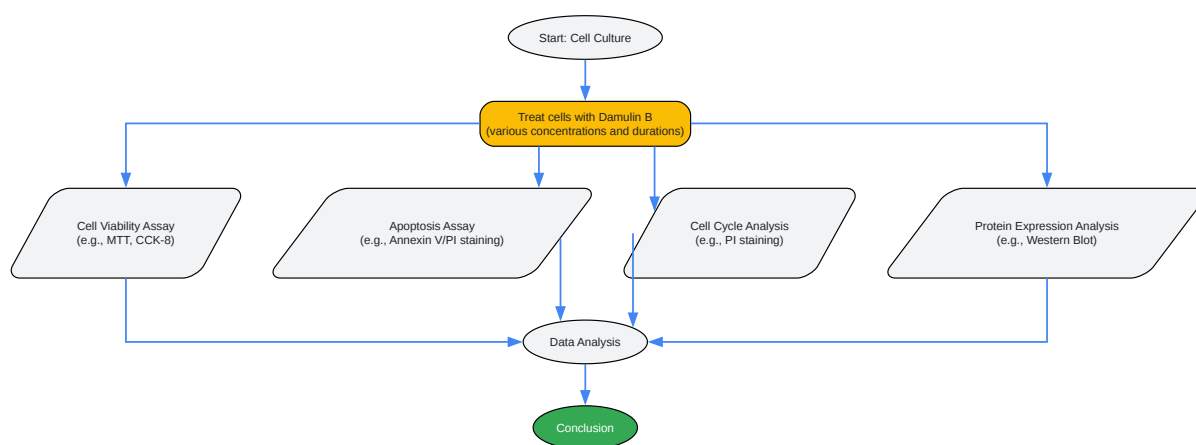 Start: Cell Culture
Treat cells with Damulin B
(various concentrations and durations)
Cell Viability Assay
(e.g., MTT, CCK-8)
Apoptosis Assay
(e.g., Annexin V/PI staining)
Cell Cycle Analysis
(e.g., PI staining)
Protein Expression Analysis
(e.g., Western Blot)
Data Analysis
Conclusion